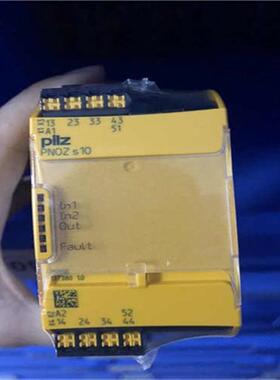 13 23 33 43
A1 51
pilz
PNOZ s10
In1
In2
Out
Fault
A2 52
14 24 34 44